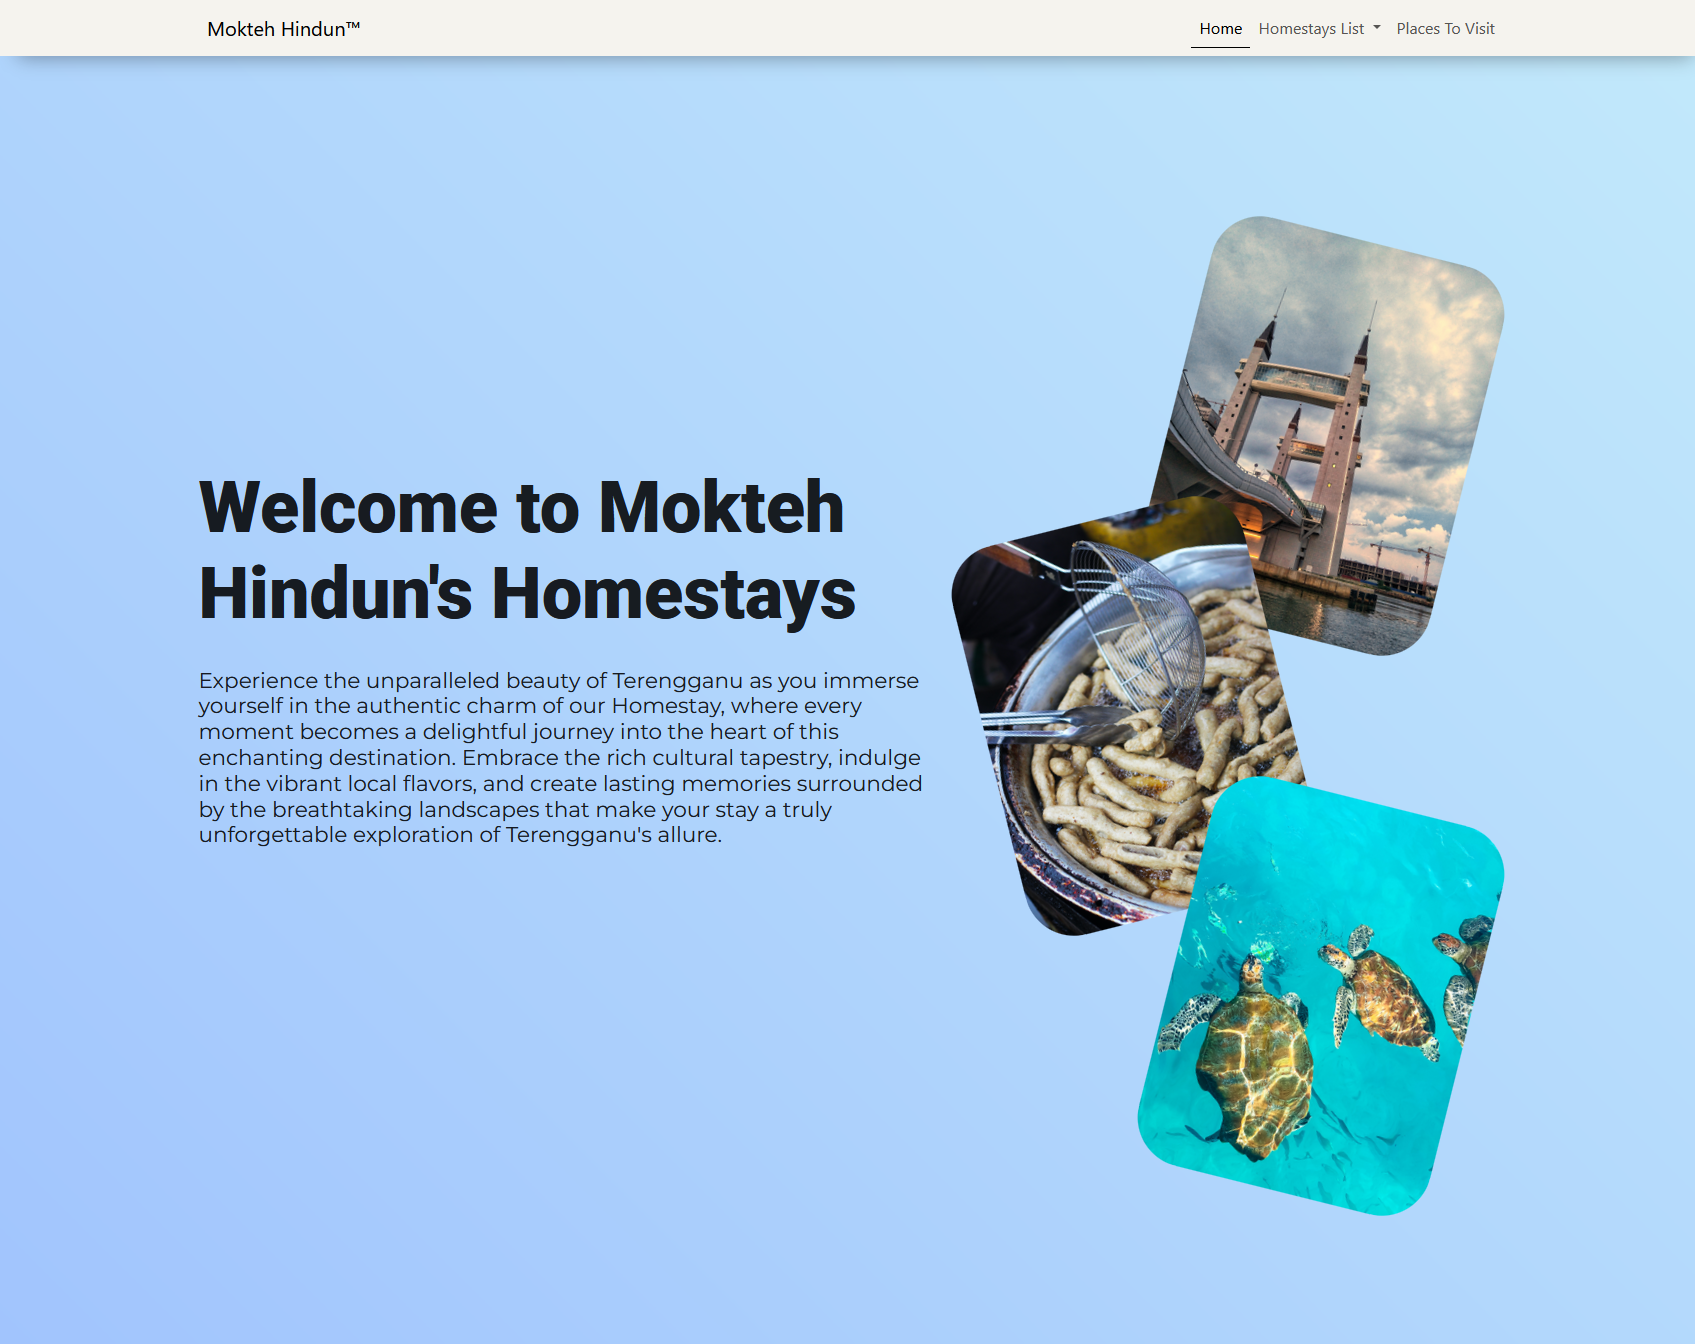 Mokteh Hindun™
Home
Homestays List
Places To Visit
Welcome to Mokteh
Hindun's Homestays
Experience the unparalleled beauty of Terengganu as you immerse
yourself in the authentic charm of our Homestay, where every
moment becomes a delightful journey into the heart of this
enchanting destination. Embrace the rich cultural tapestry, indulge
in the vibrant local flavors, and create lasting memories surrounded
by the breathtaking landscapes that make your stay a truly
unforgettable exploration of Terengganu's allure.